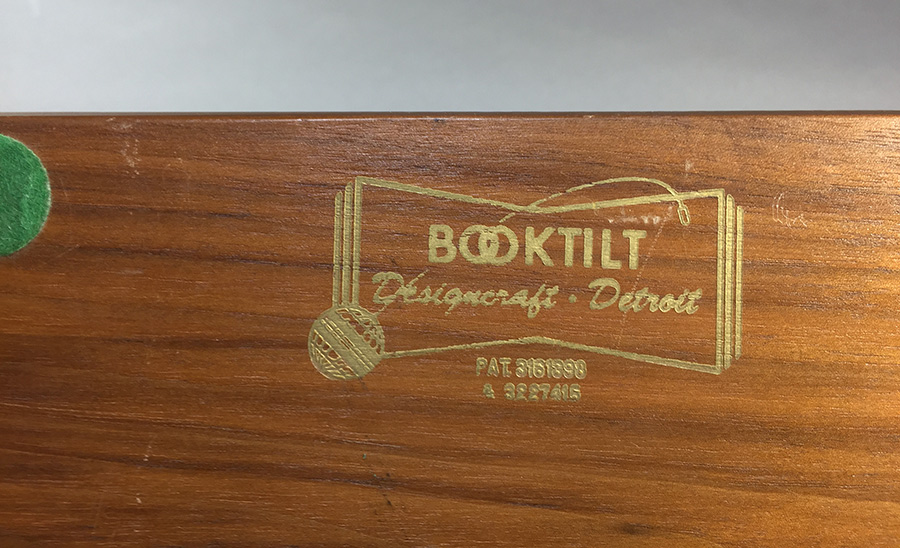 BOOKTILT
Designcraft · Detroit
PAT. 3161898
& 3227415